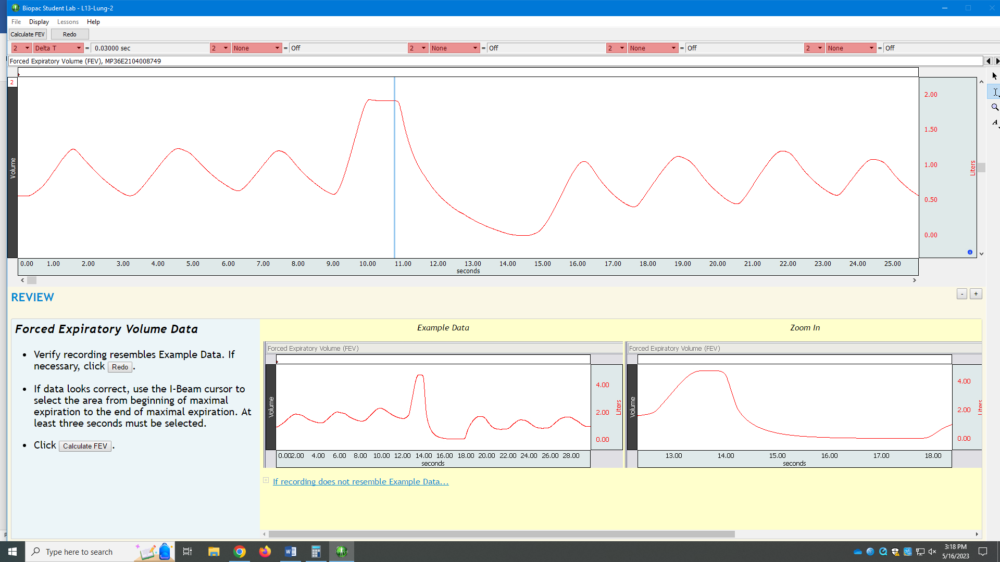 Biopac Student Lab - L13-Lung-2
File Display Lessons Help
Calculate FEV Redo
2 Delta T = 0.03000 sec 2 None = Off 2 None = Off 2 None = Off 2 None = Off
Forced Expiratory Volume (FEV), MP36E2104008749
2
Volume
2.00
1.50
1.00
0.50
0.00
Liters
0.00 1.00 2.00 3.00 4.00 5.00 6.00 7.00 8.00 9.00 10.00 11.00 12.00 13.00 14.00 15.00 16.00 17.00 18.00 19.00 20.00 21.00 22.00 23.00 24.00 25.00
seconds
REVIEW
- +
Forced Expiratory Volume Data
• Verify recording resembles Example Data. If
necessary, click Redo.
• If data looks correct, use the I-Beam cursor to
select the area from beginning of maximal
expiration to the end of maximal expiration. At
least three seconds must be selected.
• Click Calculate FEV.
Example Data
Forced Expiratory Volume (FEV)
Volume
4.00
2.00
0.00
Liters
0.00 2.00 4.00 6.00 8.00 10.00 12.00 14.00 16.00 18.00 20.00 22.00 24.00 26.00 28.00
seconds
Zoom In
Forced Expiratory Volume (FEV)
Volume
4.00
2.00
0.00
13.00 14.00 15.00 16.00 17.00 18.00
seconds
If recording does not resemble Example Data...
Type here to search
3:18 PM
5/16/2023